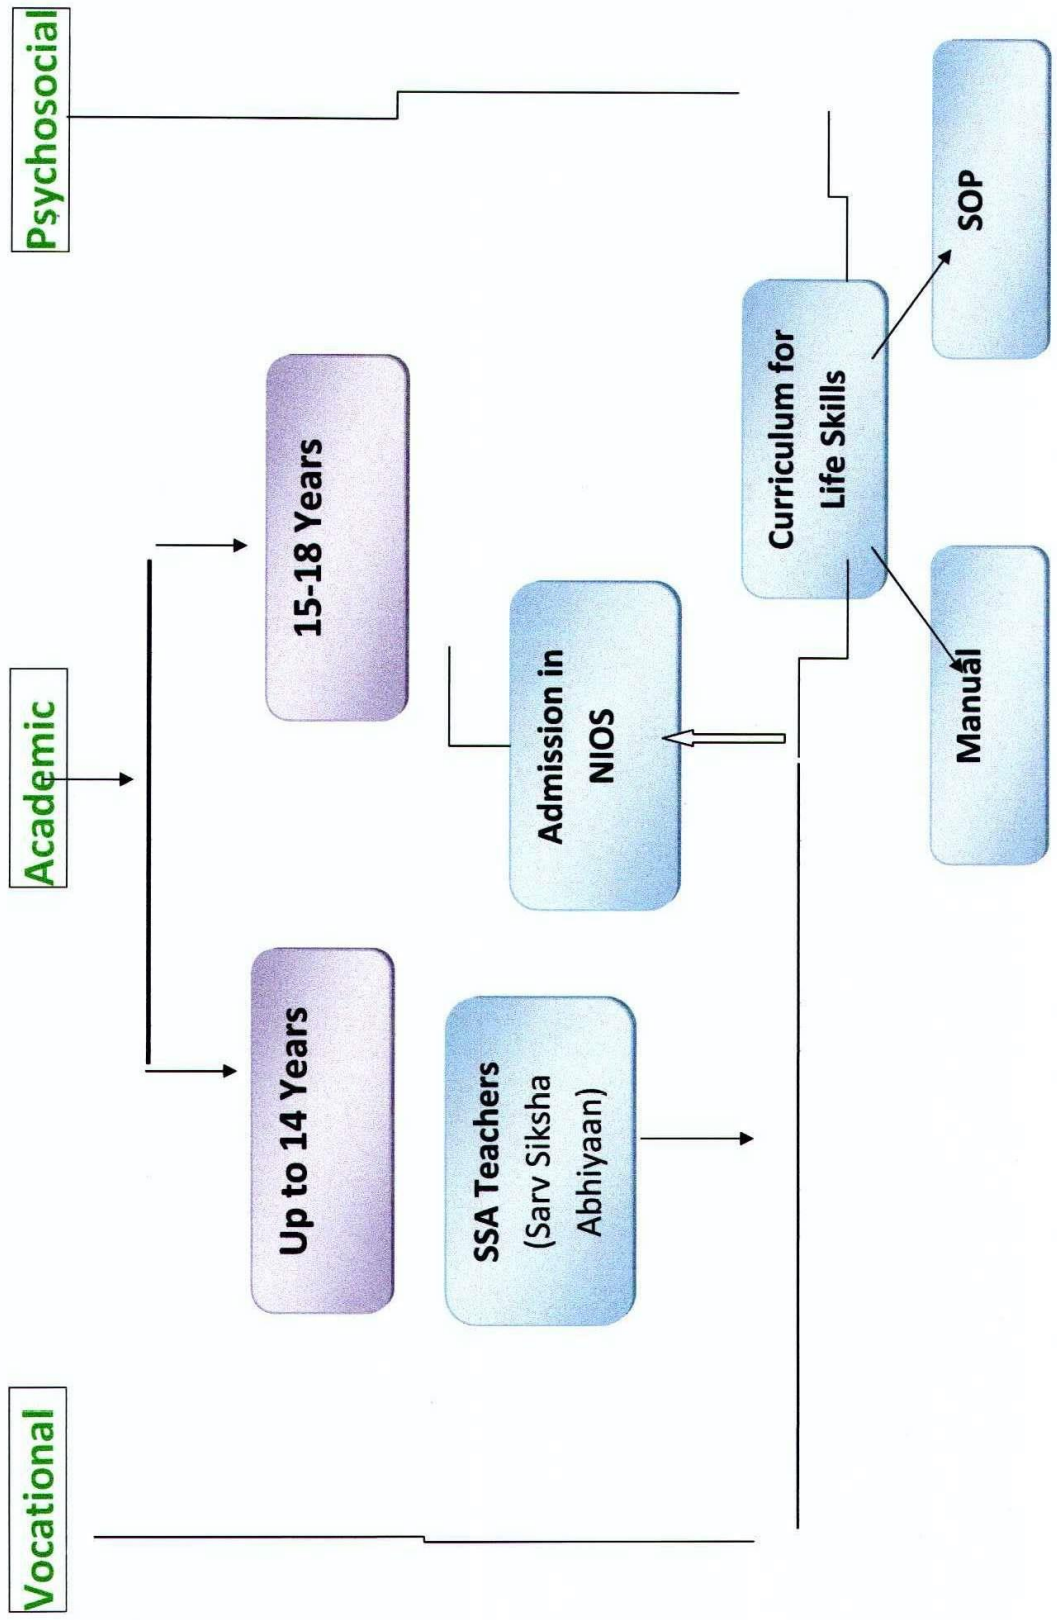 Vocational
Academic
Psychosocial
Up to 14 Years
15-18 Years
SSA Teachers
(Sarv Siksha
Abhiyaan)
Admission in
NIOS
Curriculum for
Life Skills
Manual
SOP